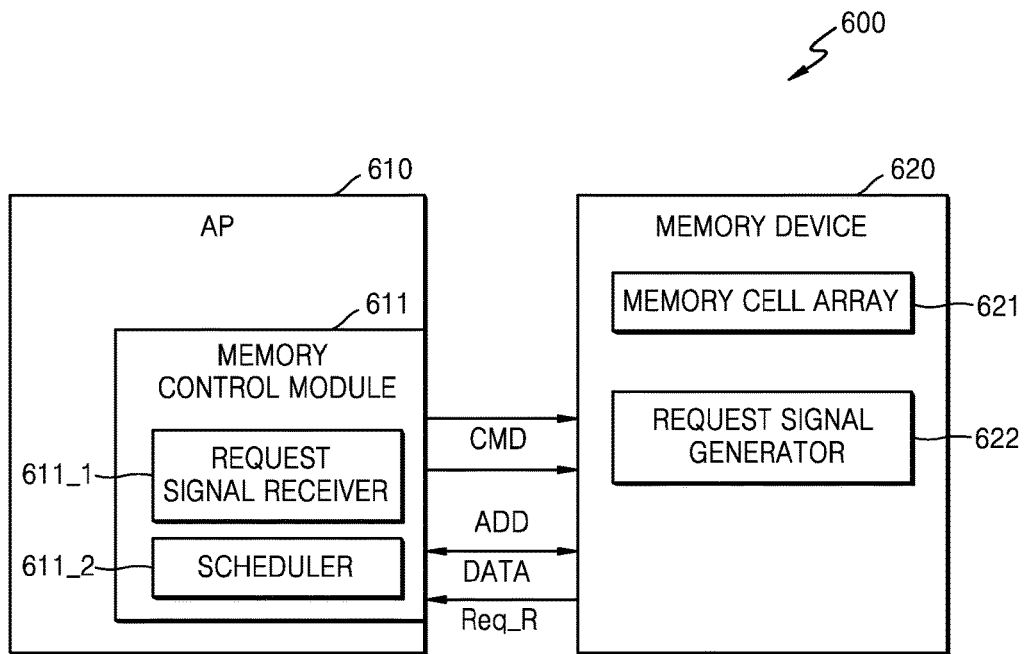 600
610
620
AP
MEMORY DEVICE
MEMORY CELL ARRAY
621
611
MEMORY
CONTROL MODULE
REQUEST SIGNAL
GENERATOR
622
CMD
611_1
REQUEST
SIGNAL RECEIVER
ADD
611_2
SCHEDULER
DATA
Req_R